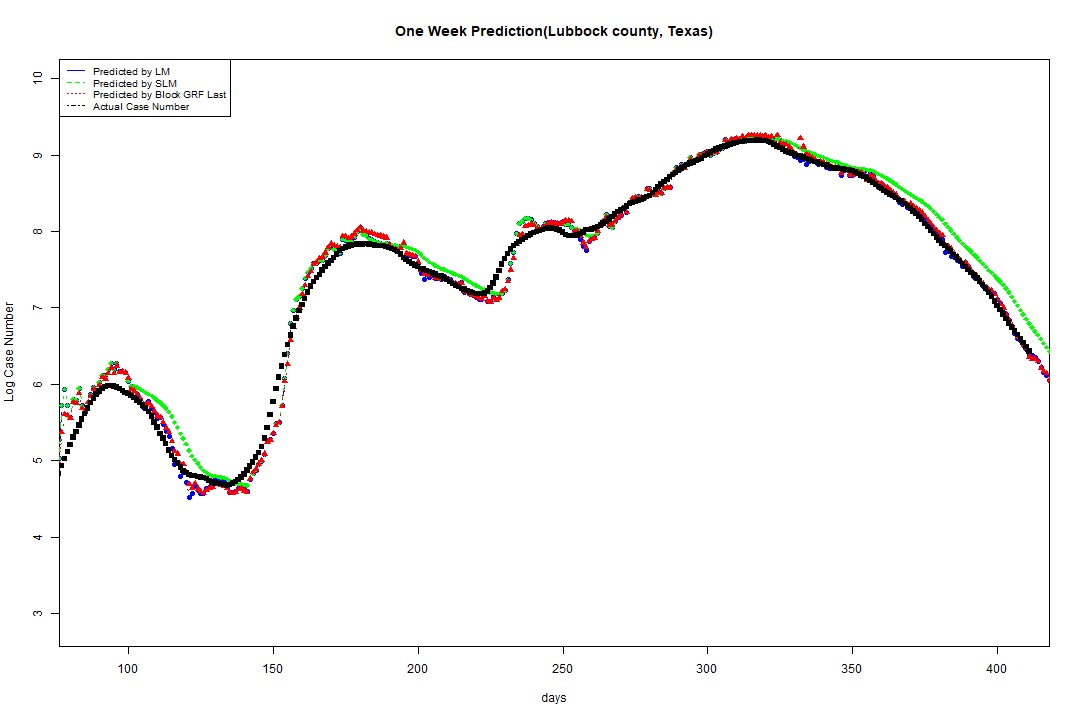 One Week Prediction(Lubbock county, Texas)
Predicted by LM
Predicted by SLM
Predicted by Block GRF Last
Actual Case Number
10
9
8
7
6
5
4
3
Log Case Number
100 150 200 250 300 350 400
days